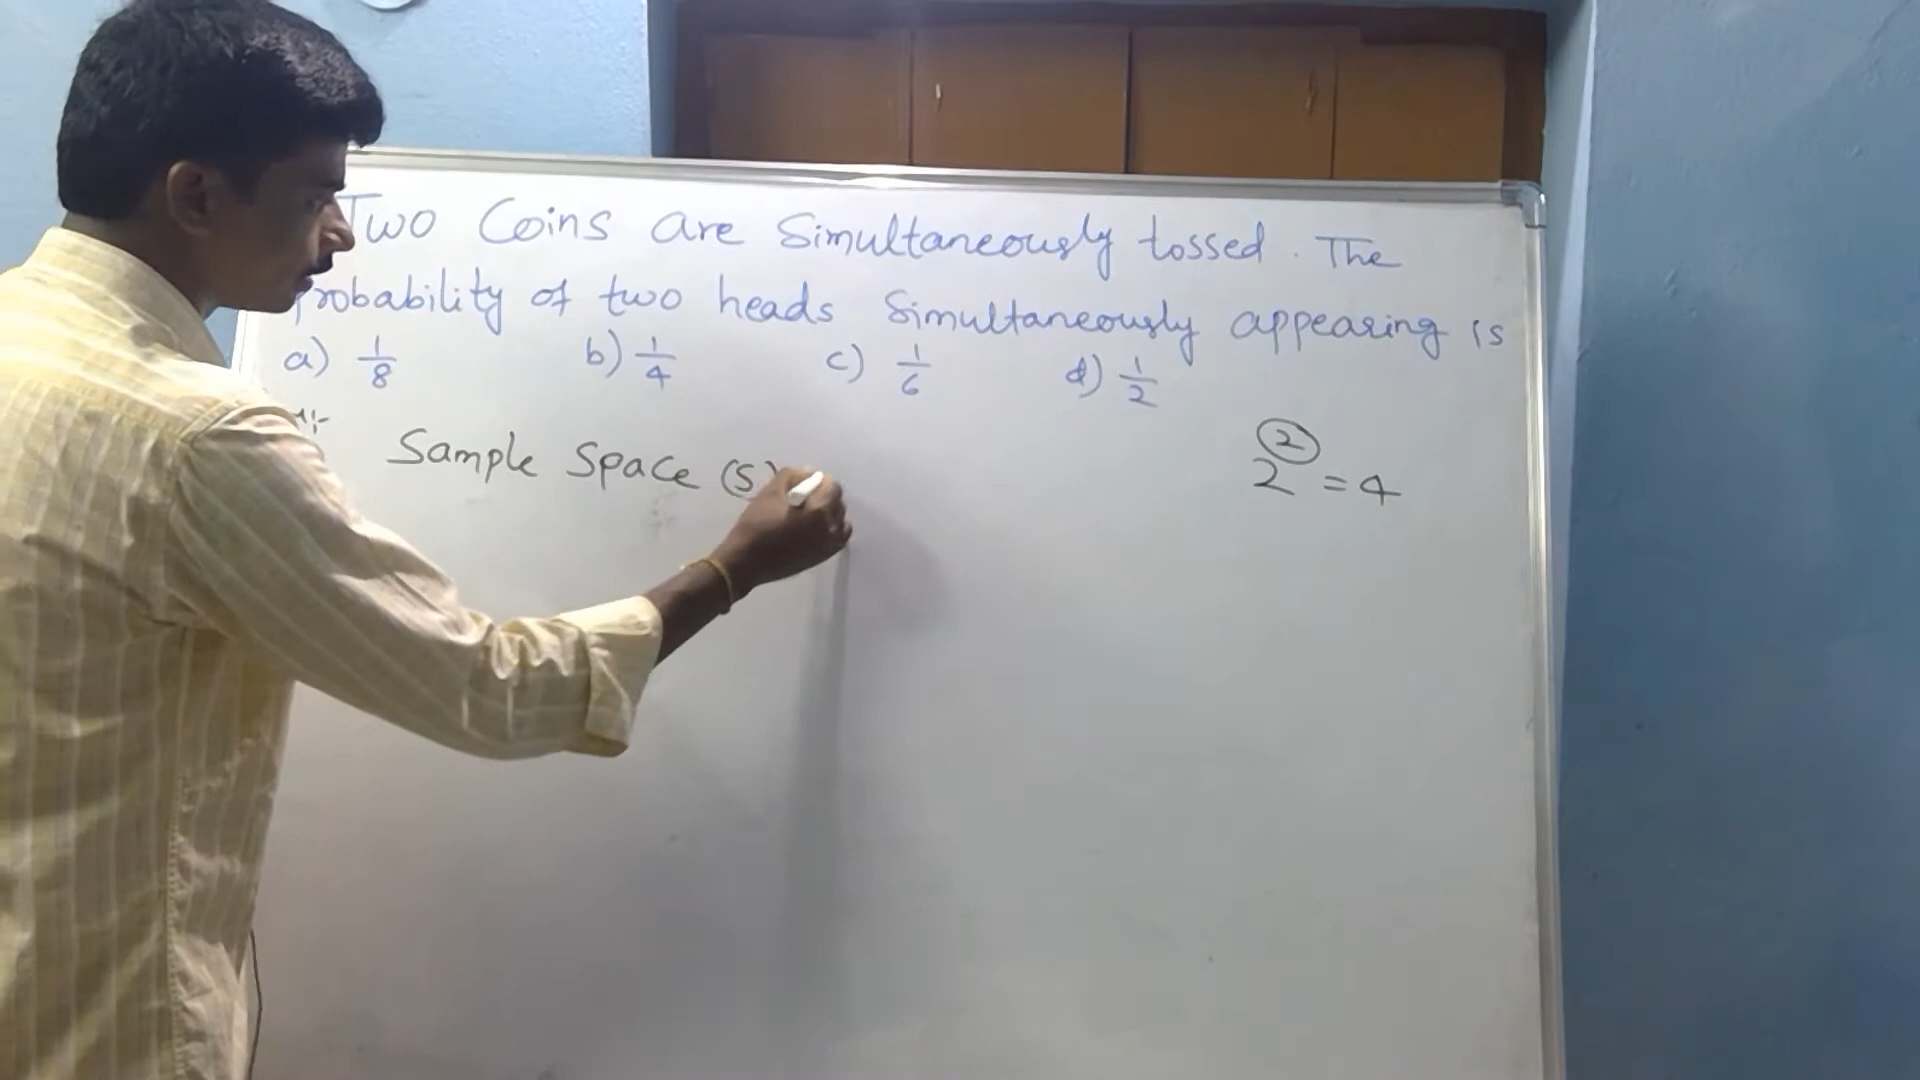 Two Coins are Simultaneously tossed. The
probability of two heads Simultaneously appearing is
a) 1/8 b) 1/4 c) 1/6 d) 1/2
Sample Space (S)
2^2 = 4